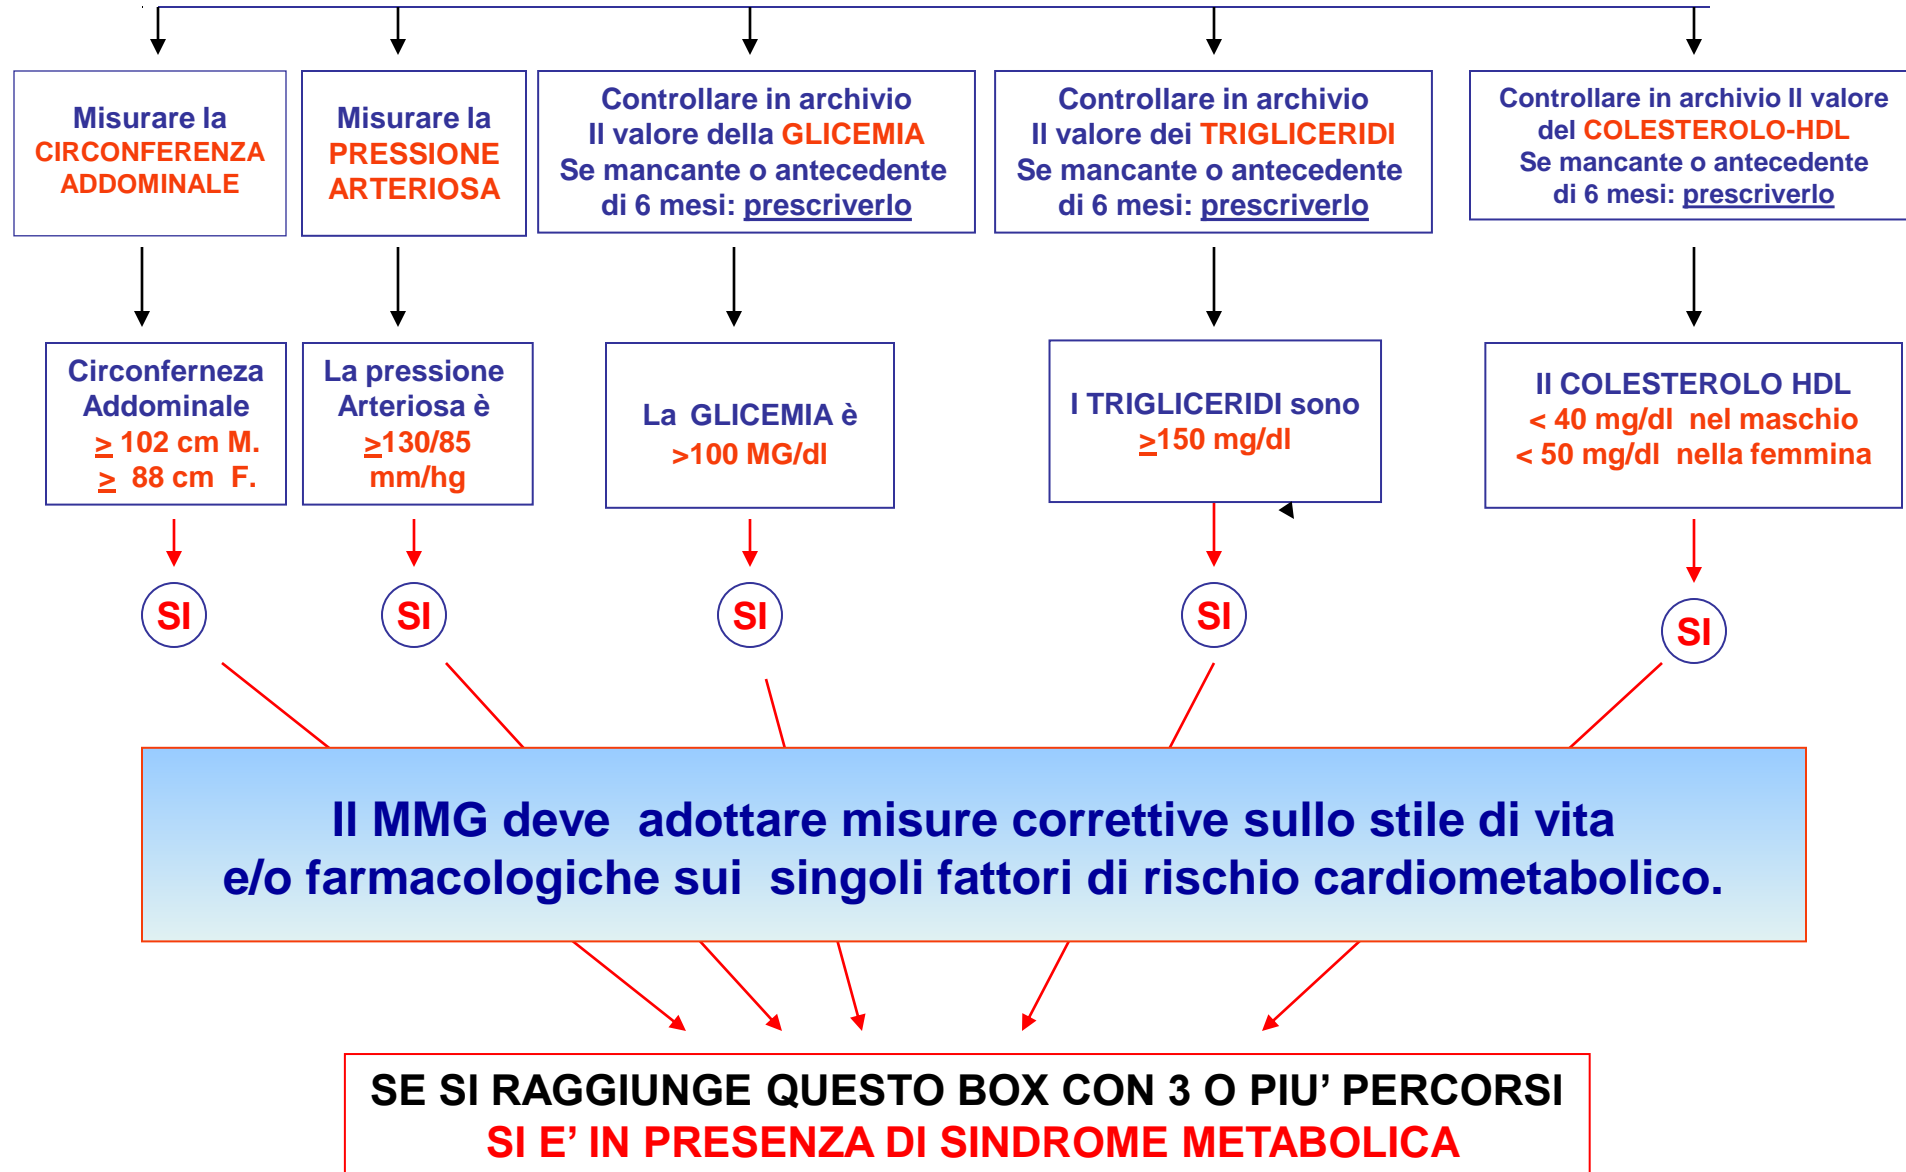 Misurare la
CIRCONFERENZA
ADDOMINALE
Misurare la
PRESSIONE
ARTERIOSA
Controllare in archivio
Il valore della GLICEMIA
Se mancante o antecedente
di 6 mesi: prescriverlo
Controllare in archivio
Il valore dei TRIGLICERIDI
Se mancante o antecedente
di 6 mesi: prescriverlo
Controllare in archivio Il valore
del COLESTEROLO-HDL
Se mancante o antecedente
di 6 mesi: prescriverlo
Circonferneza
Addominale
≥ 102 cm M.
≥ 88 cm F.
La pressione
Arteriosa è
≥130/85
mm/hg
La GLICEMIA è
>100 MG/dl
I TRIGLICERIDI sono
≥150 mg/dl
Il COLESTEROLO HDL
< 40 mg/dl nel maschio
< 50 mg/dl nella femmina
SI
SI
SI
SI
SI
Il MMG deve adottare misure correttive sullo stile di vita
e/o farmacologiche sui singoli fattori di rischio cardiometabolico.
SE SI RAGGIUNGE QUESTO BOX CON 3 O PIU' PERCORSI
SI E' IN PRESENZA DI SINDROME METABOLICA